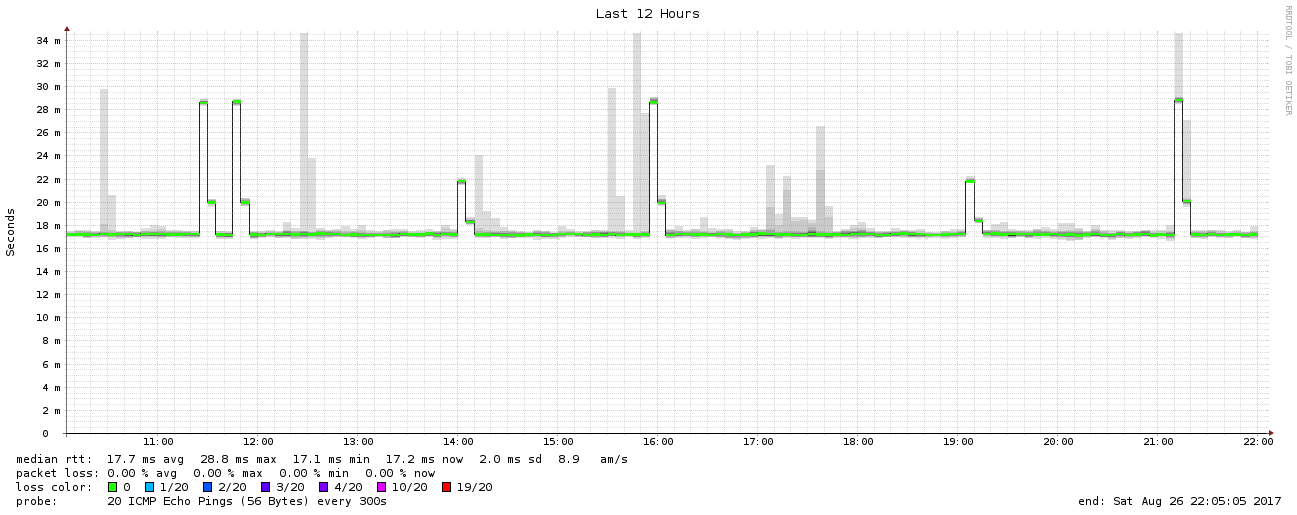 Last 12 Hours
RRDTOOL / TOBI OETIKER
Seconds
34 m
32 m
30 m
28 m
26 m
24 m
22 m
20 m
18 m
16 m
14 m
12 m
10 m
8 m
6 m
4 m
2 m
0
11:00 12:00 13:00 14:00 15:00 16:00 17:00 18:00 19:00 20:00 21:00 22:00
median rtt: 17.7 ms avg 28.8 ms max 17.1 ms min 17.2 ms now 2.0 ms sd 8.9 am/s
packet loss: 0.00 % avg 0.00 % max 0.00 % min 0.00 % now
loss color: 0 1/20 2/20 3/20 4/20 10/20 19/20
probe: 20 ICMP Echo Pings (56 Bytes) every 300s end: Sat Aug 26 22:05:05 2017